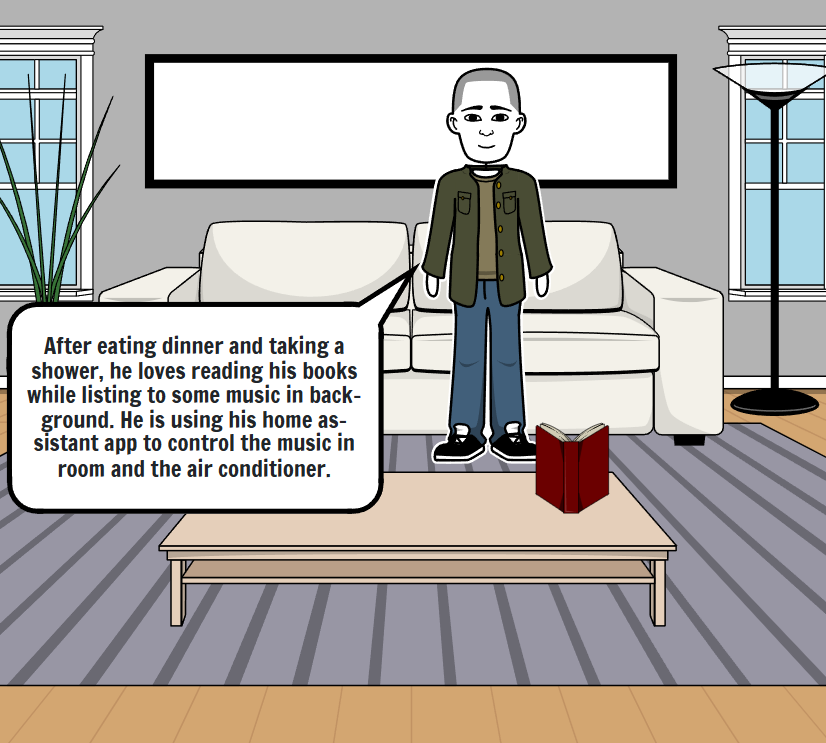 After eating dinner and taking a
shower, he loves reading his books
while listing to some music in back-
ground. He is using his home as-
sistant app to control the music in
room and the air conditioner.